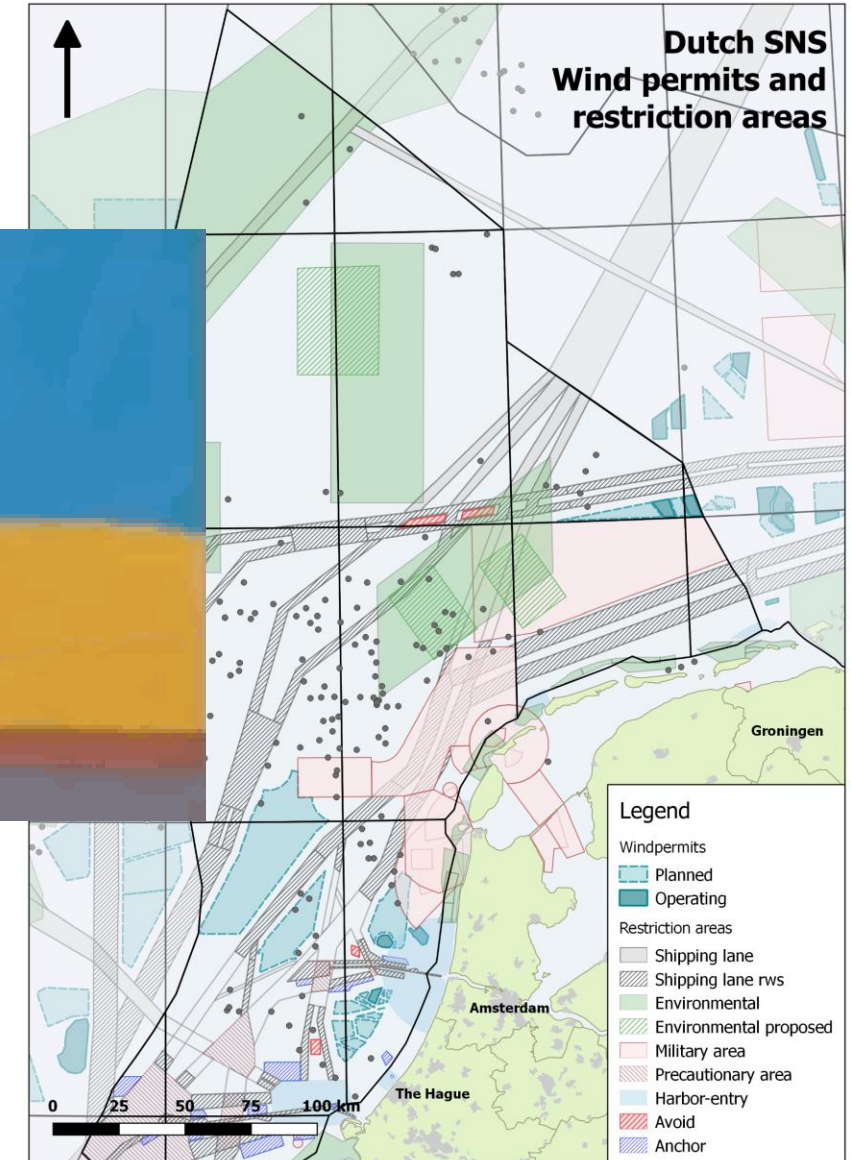 Dutch SNS
Wind permits and
restriction areas
Groningen
Amsterdam
The Hague
0 25 50 75 100 km
Legend
Windpermits
Planned
Operating
Restriction areas
Shipping lane
Shipping lane rws
Environmental
Environmental proposed
Military area
Precautionary area
Harbor-entry
Avoid
Anchor